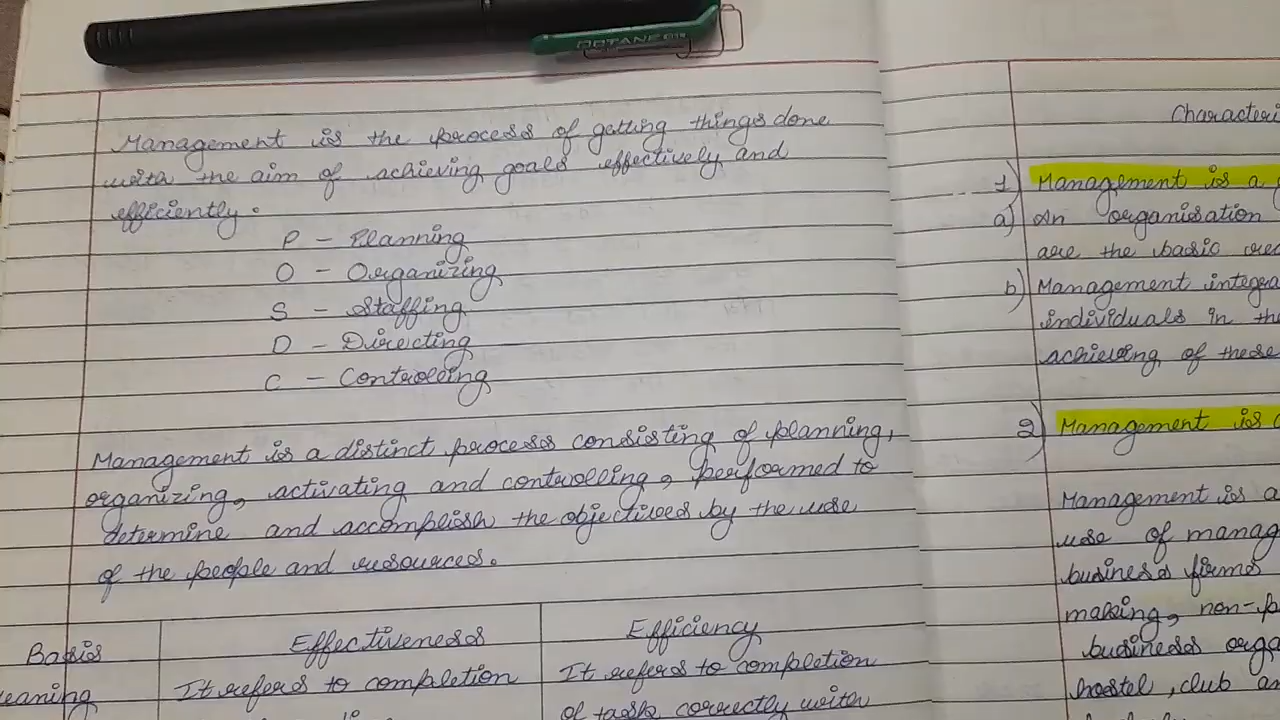 OCTANE GEL
Management is the process of getting things done
with the aim of achieving goals effectively and
efficiently.
P - Planning
O - Organizing
S - Staffing
D - Directing
C - Controlling
Management is a distinct process consisting of planning,
organizing, activating and controlling, performed to
determine and accomplish the objectives by the use
of the people and resources.
Basis Effectiveness Efficiency
eaning It refers to completion It refers to completion
of task correctly with
Characteri
1) Management is a
a) An organisation
are the basic
b) Management integra
individuals in the
achieving of these
2) Management is
Management is a
use of manag
business firms
making, non-p
business orga
hostel, club an